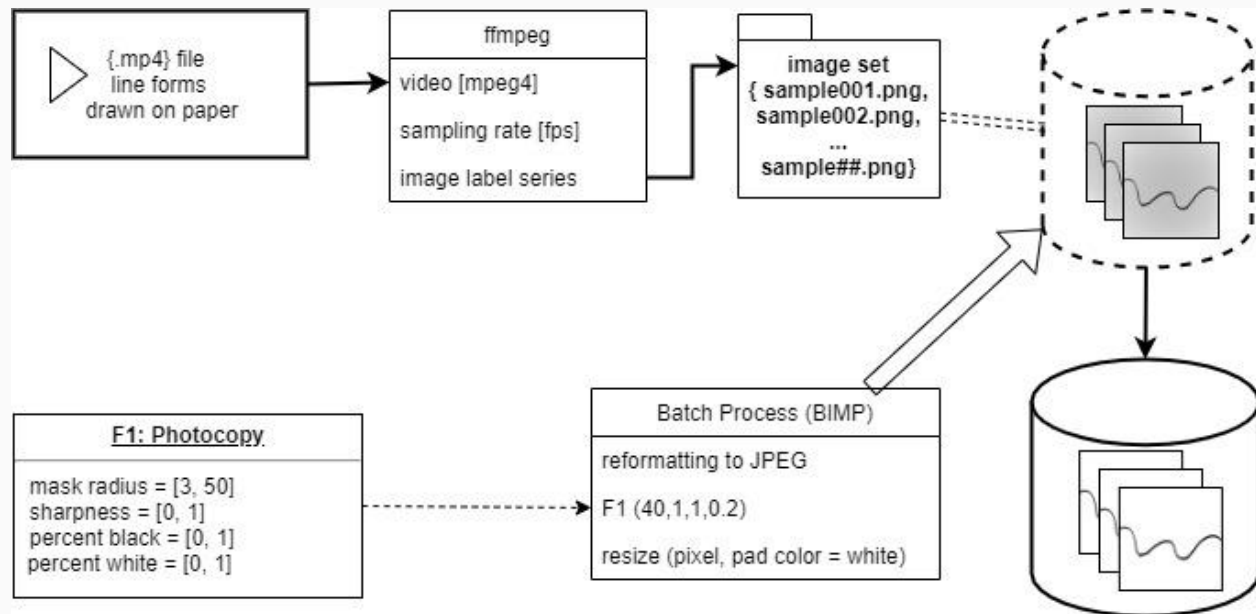 {.mp4} file
line forms
drawn on paper
ffmpeg
video [mpeg4]
sampling rate [fps]
image label series
image set
{ sample001.png,
sample002.png,
...
sample##.png}
F1: Photocopy
mask radius = [3, 50]
sharpness = [0, 1]
percent black = [0, 1]
percent white = [0, 1]
Batch Process (BIMP)
reformatting to JPEG
F1 (40,1,1,0.2)
resize (pixel, pad color = white)